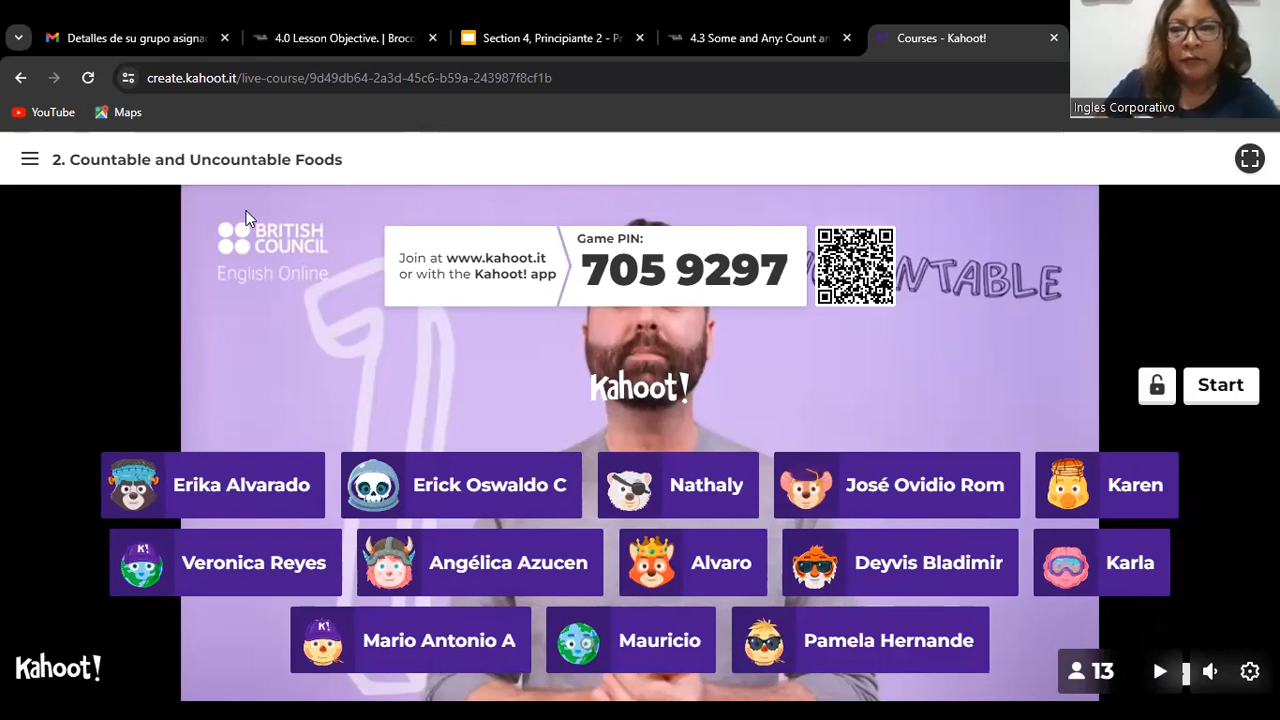 Detalles de su grupo asigna
4.0 Lesson Objective. | Brocc
Section 4, Principiante 2 - Pr
4.3 Some and Any: Count an
Courses - Kahoot!
create.kahoot.it/live-course/9d49db64-2a3d-45c6-b59a-243987f8cf1b
YouTube
Maps
Ingles Corporativo
2. Countable and Uncountable Foods
BRITISH
COUNCIL
English Online
Join at www.kahoot.it
or with the Kahoot! app
Game PIN:
705 9297
NTABLE
Kahoot!
Start
Erika Alvarado
Erick Oswaldo C
Nathaly
José Ovidio Rom
Karen
Veronica Reyes
Angélica Azucen
Alvaro
Deyvis Bladimir
Karla
Mario Antonio A
Mauricio
Pamela Hernande
Kahoot!
13